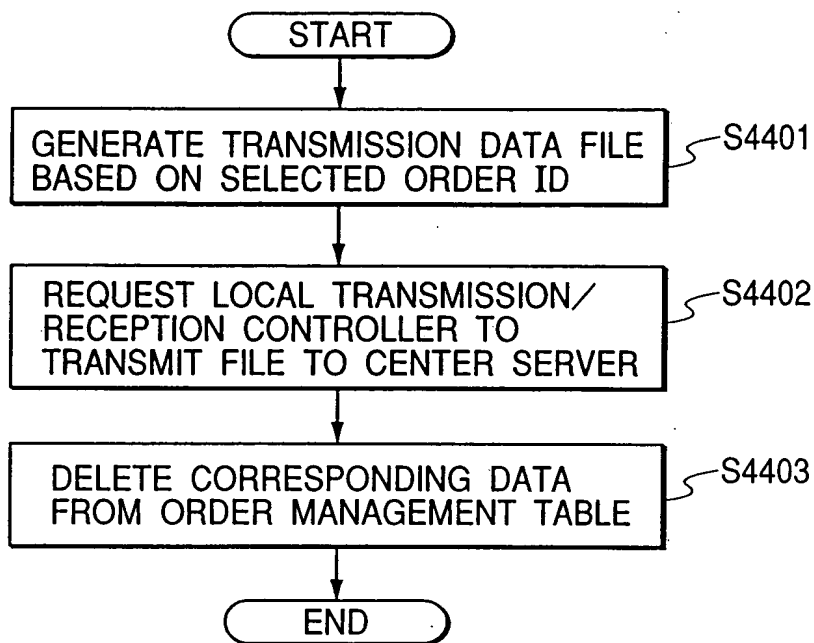 START
GENERATE TRANSMISSION DATA FILE
BASED ON SELECTED ORDER ID
S4401
REQUEST LOCAL TRANSMISSION/
RECEPTION CONTROLLER TO
TRANSMIT FILE TO CENTER SERVER
S4402
DELETE CORRESPONDING DATA
FROM ORDER MANAGEMENT TABLE
S4403
END